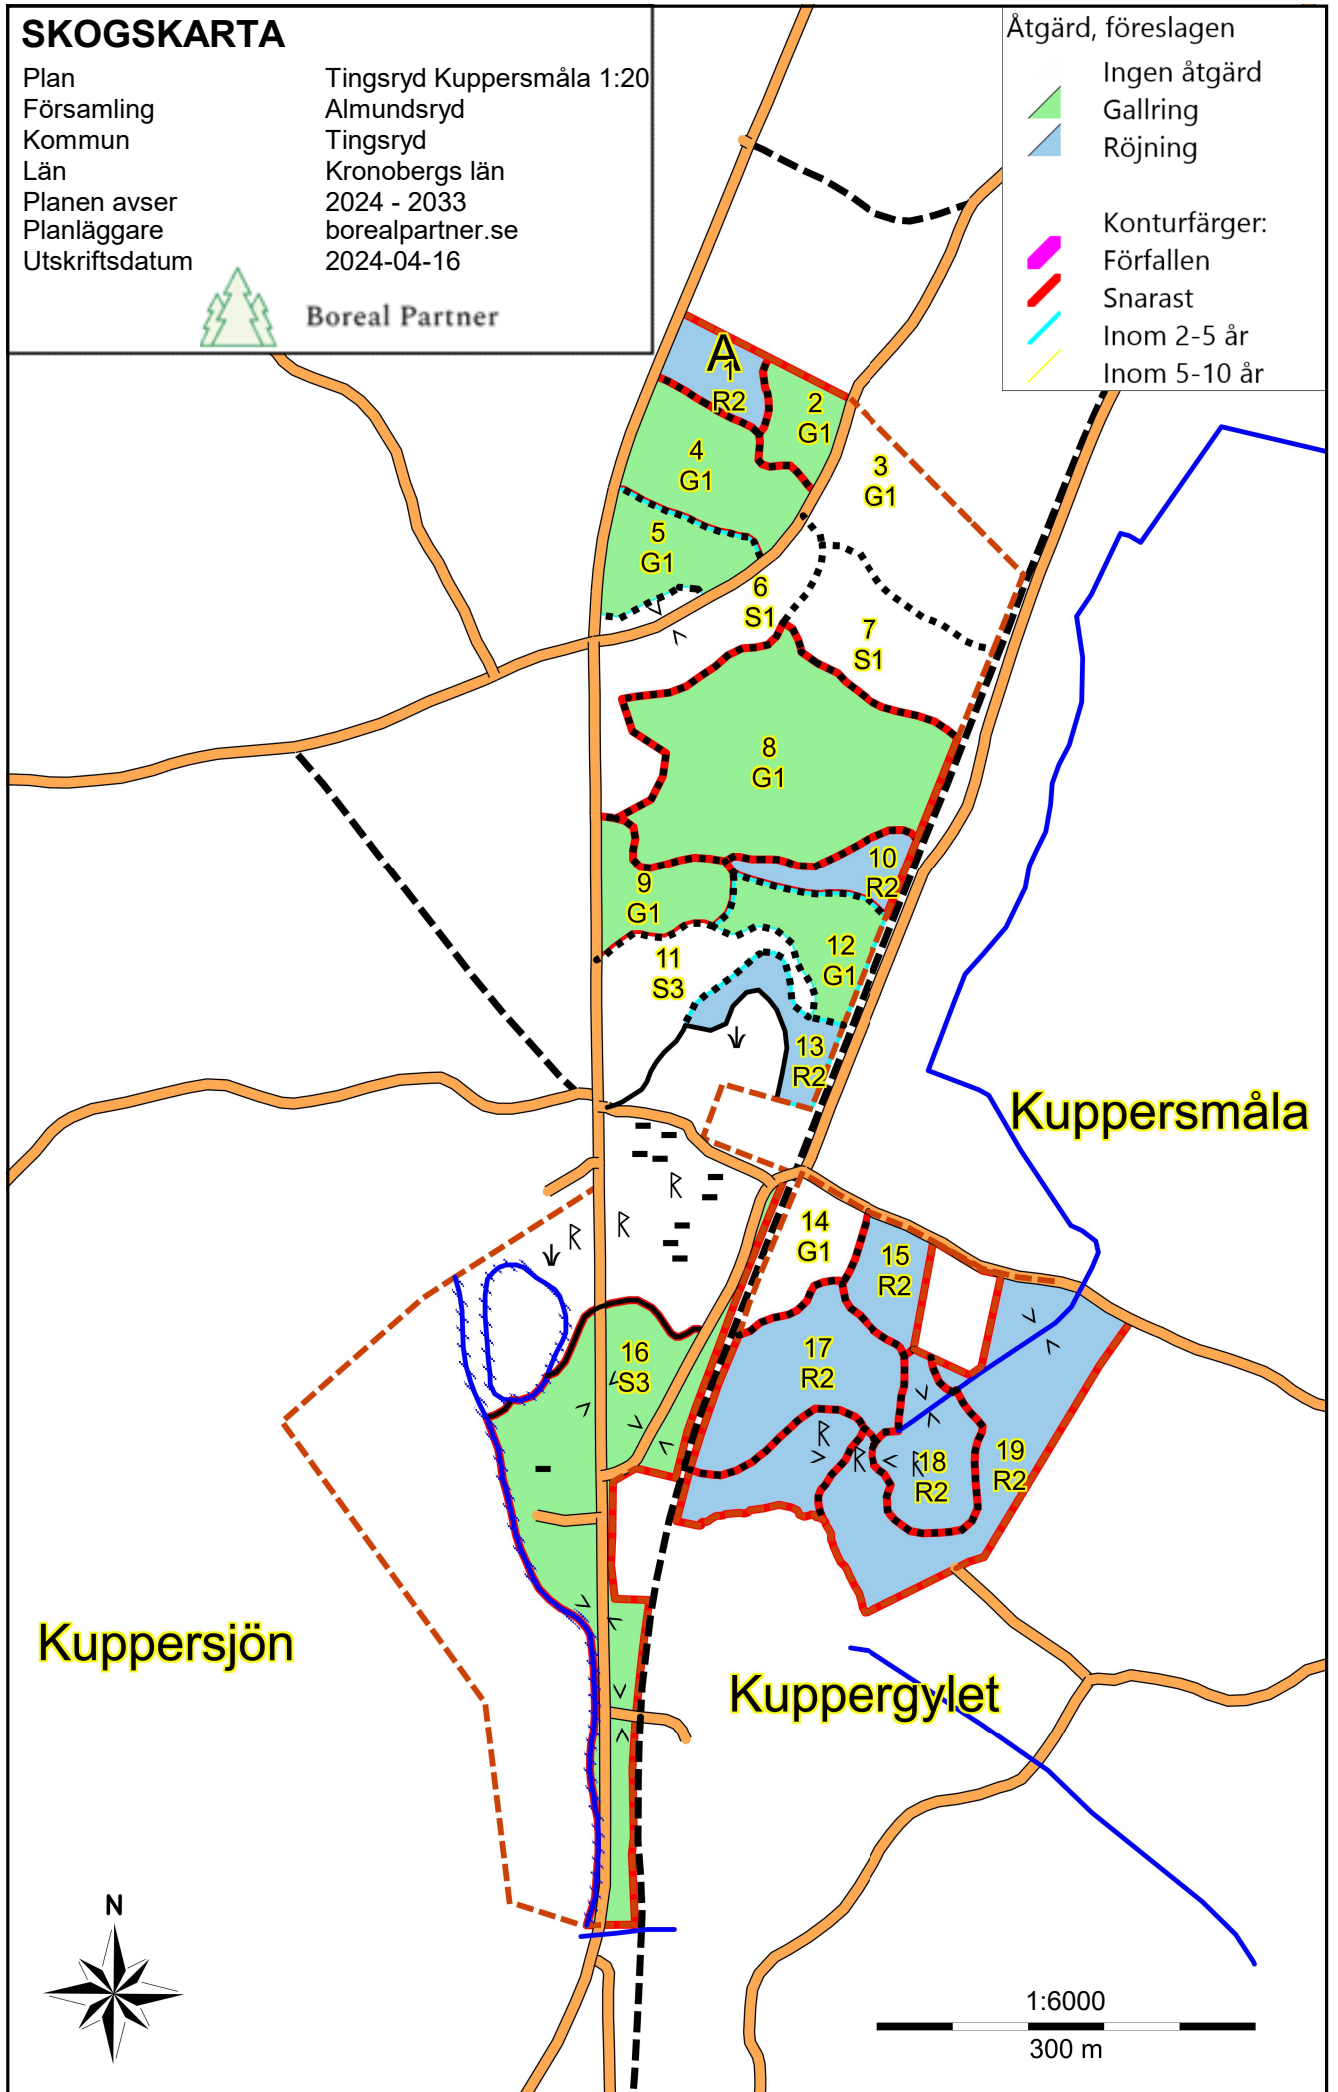 SKOGSKARTA
Plan Tingsryd Kuppersmåla 1:20
Församling Almundsryd
Kommun Tingsryd
Län Kronobergs län
Planen avser 2024 - 2033
Planläggare borealpartner.se
Utskriftsdatum 2024-04-16
Boreal Partner
Åtgärd, föreslagen
Ingen åtgärd
Gallring
Röjning
Konturfärger:
Förfallen
Snarast
Inom 2-5 år
Inom 5-10 år
A
1
R2
2
G1
4
G1
3
G1
5
G1
6
S1
7
S1
8
G1
10
R2
9
G1
12
G1
11
S3
13
R2
Kuppersmåla
14
G1
15
R2
16
S3
17
R2
18
R2
19
R2
Kuppersjön
Kuppergylet
N
1:6000
300 m